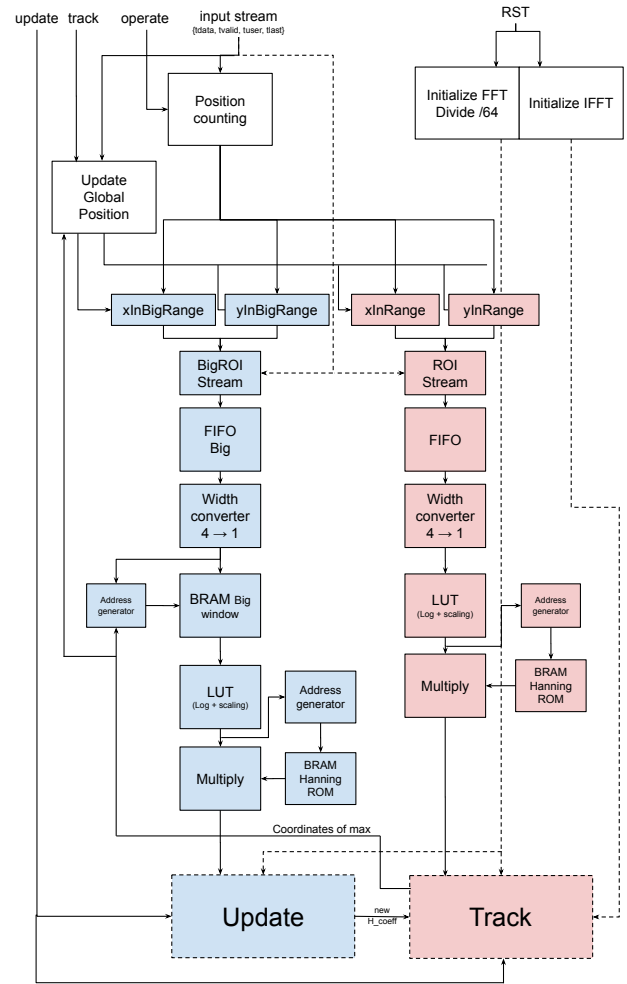 update track operate input stream
{tdata, tvalid, tuser, tlast}
RST
Position
counting
Initialize FFT
Divide /64
Initialize IFFT
Update
Global
Position
xInBigRange
yInBigRange
xInRange
yInRange
BigROI
Stream
ROI
Stream
FIFO
Big
FIFO
Width
converter
4 → 1
Width
converter
4 → 1
Address
generator
BRAM Big
window
LUT
(Log + scaling)
Address
generator
LUT
(Log + scaling)
Address
generator
Multiply
BRAM
Hanning
ROM
Multiply
BRAM
Hanning
ROM
Coordinates of max
Update
new
H_coeff
Track